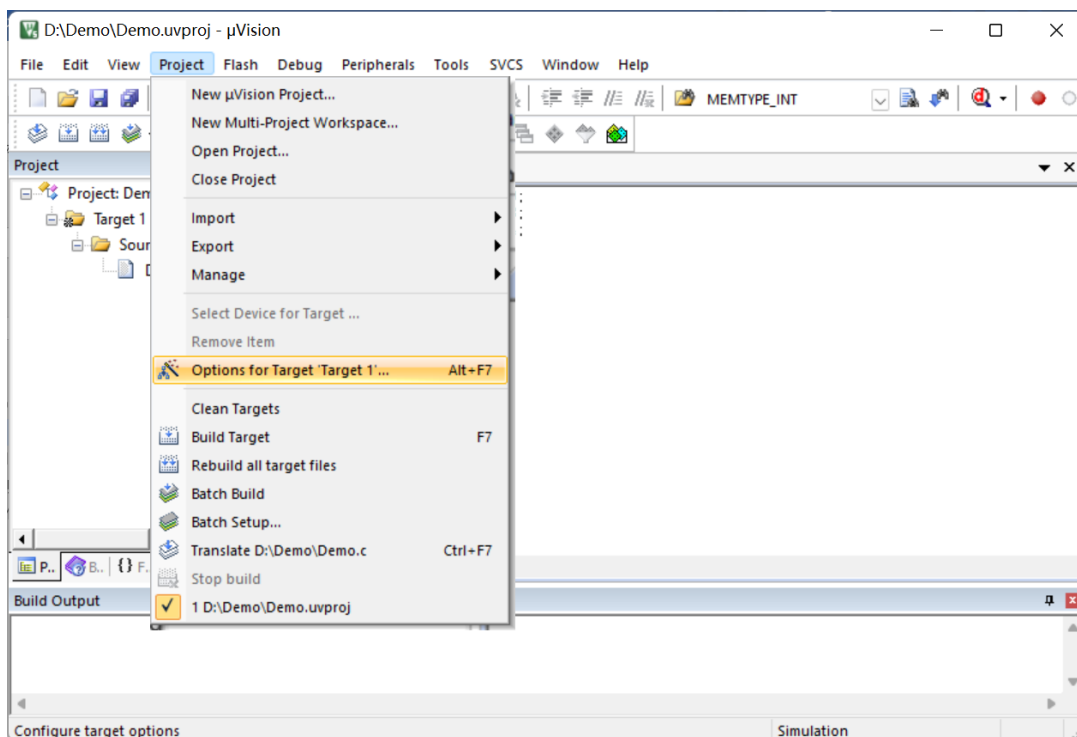 D:\Demo\Demo.uvproj - µVision
File Edit View Project Flash Debug Peripherals Tools SVCS Window Help
MEMTYPE_INT
Project
Project: Dem
Target 1
Sour
New µVision Project...
New Multi-Project Workspace...
Open Project...
Close Project
Import
Export
Manage
Select Device for Target ...
Remove Item
Options for Target 'Target 1'... Alt+F7
Clean Targets
Build Target F7
Rebuild all target files
Batch Build
Batch Setup...
Translate D:\Demo\Demo.c Ctrl+F7
Stop build
1 D:\Demo\Demo.uvproj
P.. B.. {} F.
Build Output
Configure target options Simulation